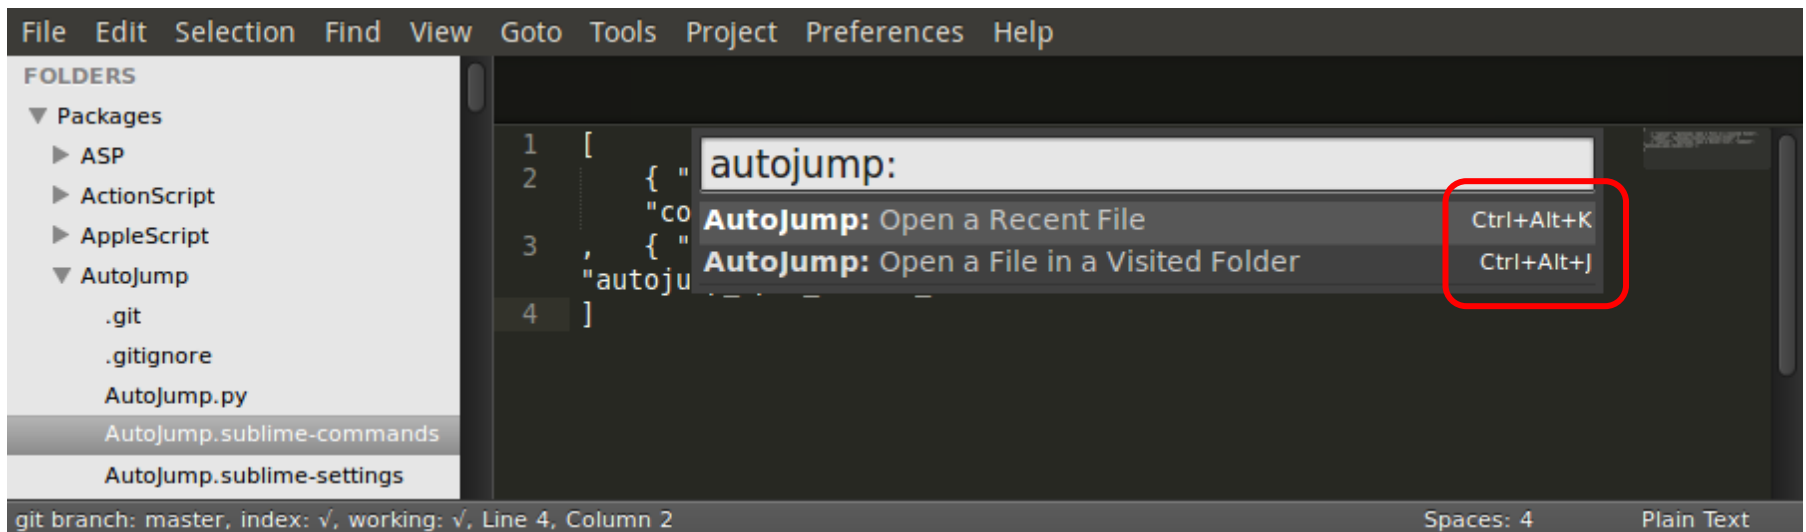 File Edit Selection Find View Goto Tools Project Preferences Help
FOLDERS
Packages
ASP
ActionScript
AppleScript
AutoJump
.git
.gitignore
AutoJump.py
AutoJump.sublime-commands
AutoJump.sublime-settings
1 [
2 { "
"co
3 , { "
"autoju
4 ]
autojump:
AutoJump: Open a Recent File Ctrl+Alt+K
AutoJump: Open a File in a Visited Folder Ctrl+Alt+J
git branch: master, index: √, working: √, Line 4, Column 2 Spaces: 4 Plain Text